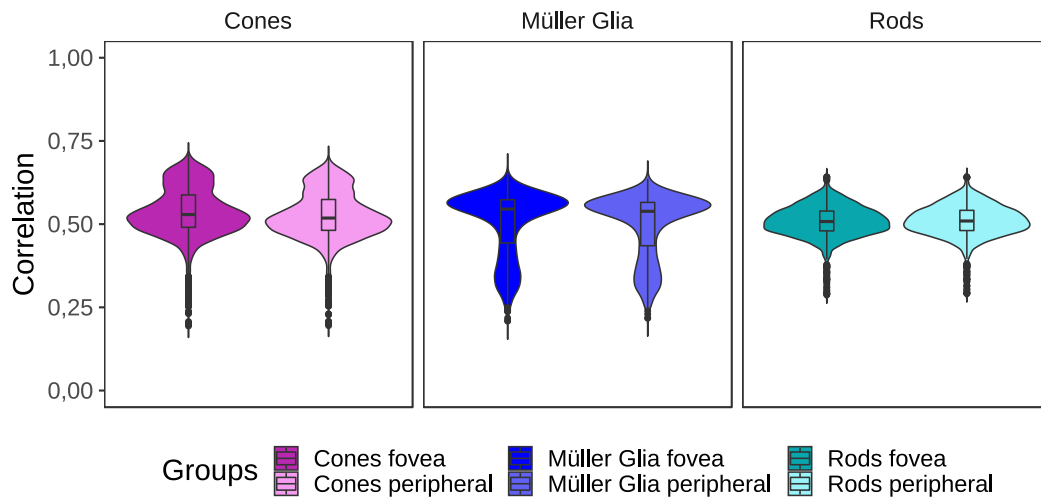 Cones Müller Glia Rods
Correlation
1,00
0,75
0,50
0,25
0,00
Groups
Cones fovea Müller Glia fovea Rods fovea
Cones peripheral Müller Glia peripheral Rods peripheral